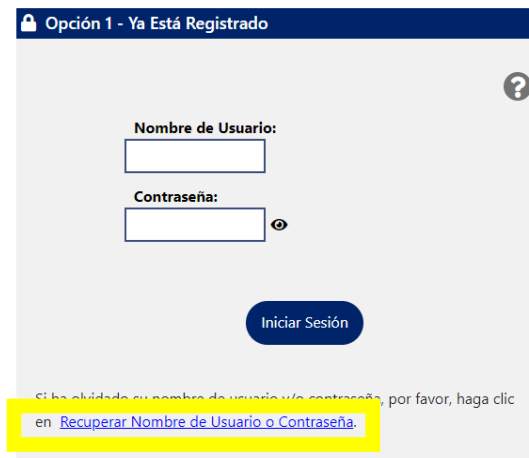 Opción 1 - Ya Está Registrado
?
Nombre de Usuario:
Contraseña:
Iniciar Sesión
Si ha olvidado su nombre de usuario y/o contraseña, por favor, haga clic
en Recuperar Nombre de Usuario o Contraseña.